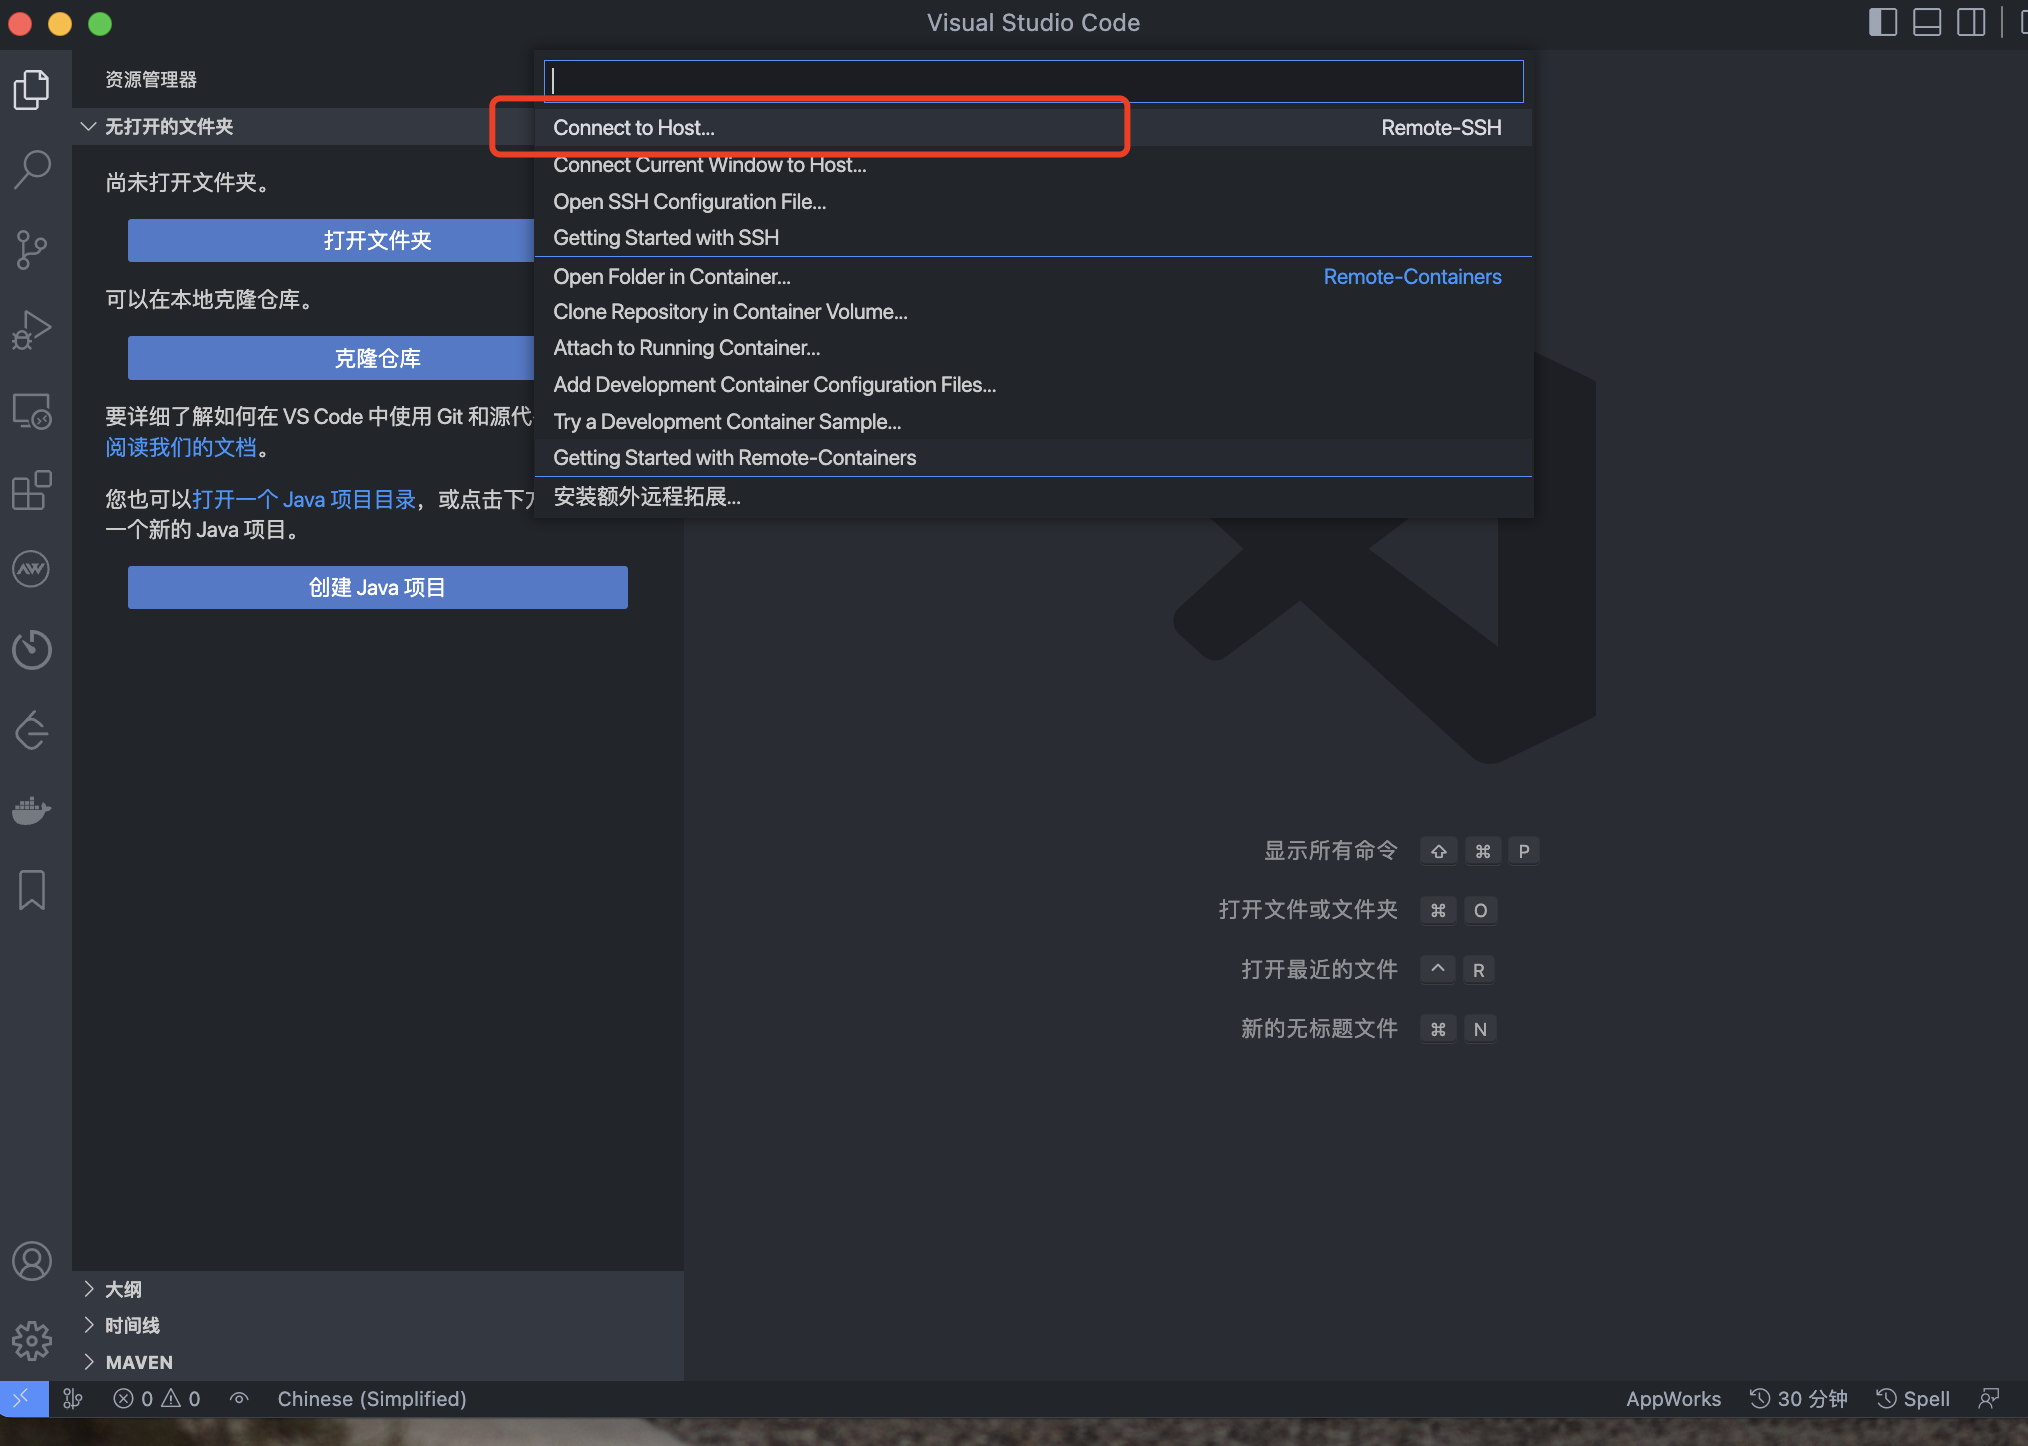 Visual Studio Code
资源管理器
无打开的文件夹
尚未打开文件夹。
打开文件夹
可以在本地克隆仓库。
克隆仓库
要详细了解如何在 VS Code 中使用 Git 和源代
阅读我们的文档。
您也可以打开一个 Java 项目目录，或点击下
一个新的 Java 项目。
创建 Java 项目
Connect to Host... Remote-SSH
Connect Current Window to Host...
Open SSH Configuration File...
Getting Started with SSH
Open Folder in Container... Remote-Containers
Clone Repository in Container Volume...
Attach to Running Container...
Add Development Container Configuration Files...
Try a Development Container Sample...
Getting Started with Remote-Containers
安装额外远程拓展...
显示所有命令 ⇧ ⌘ P
打开文件或文件夹 ⌘ O
打开最近的文件 ^ R
新的无标题文件 ⌘ N
大纲
时间线
MAVEN
0 0 Chinese (Simplified) AppWorks 30 分钟 Spell